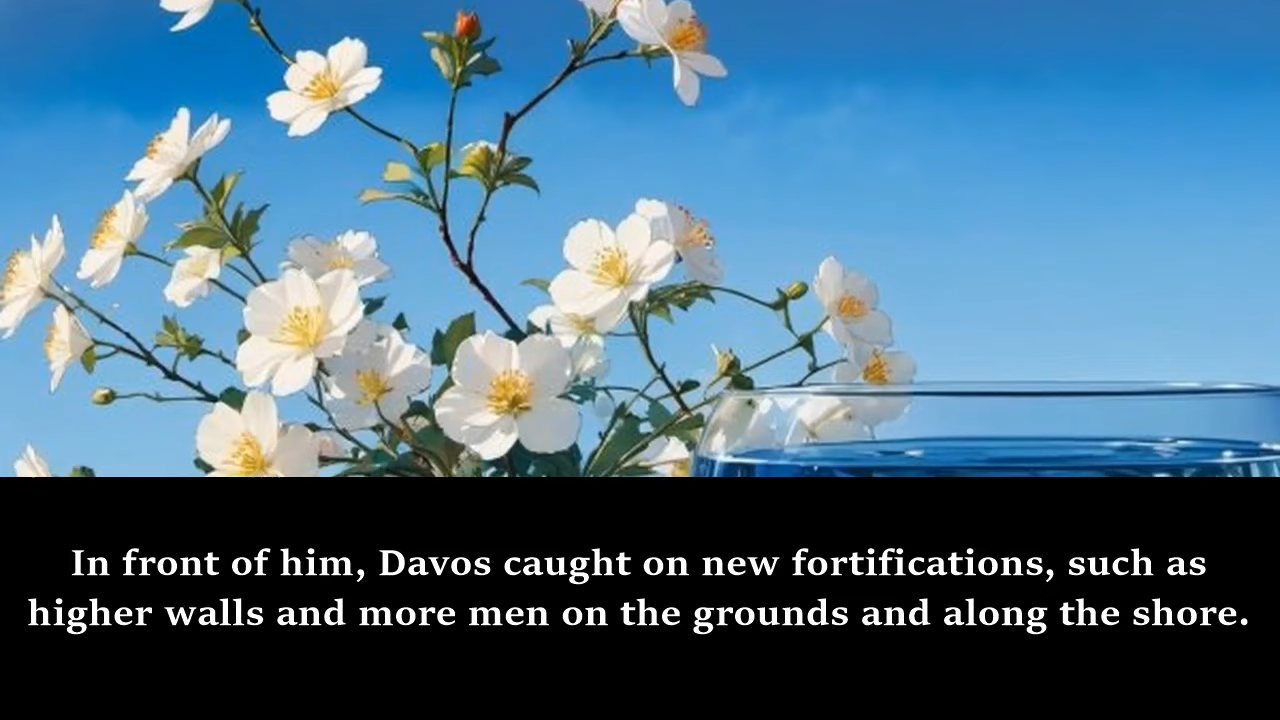 In front of him, Davos caught on new fortifications, such as
higher walls and more men on the grounds and along the shore.